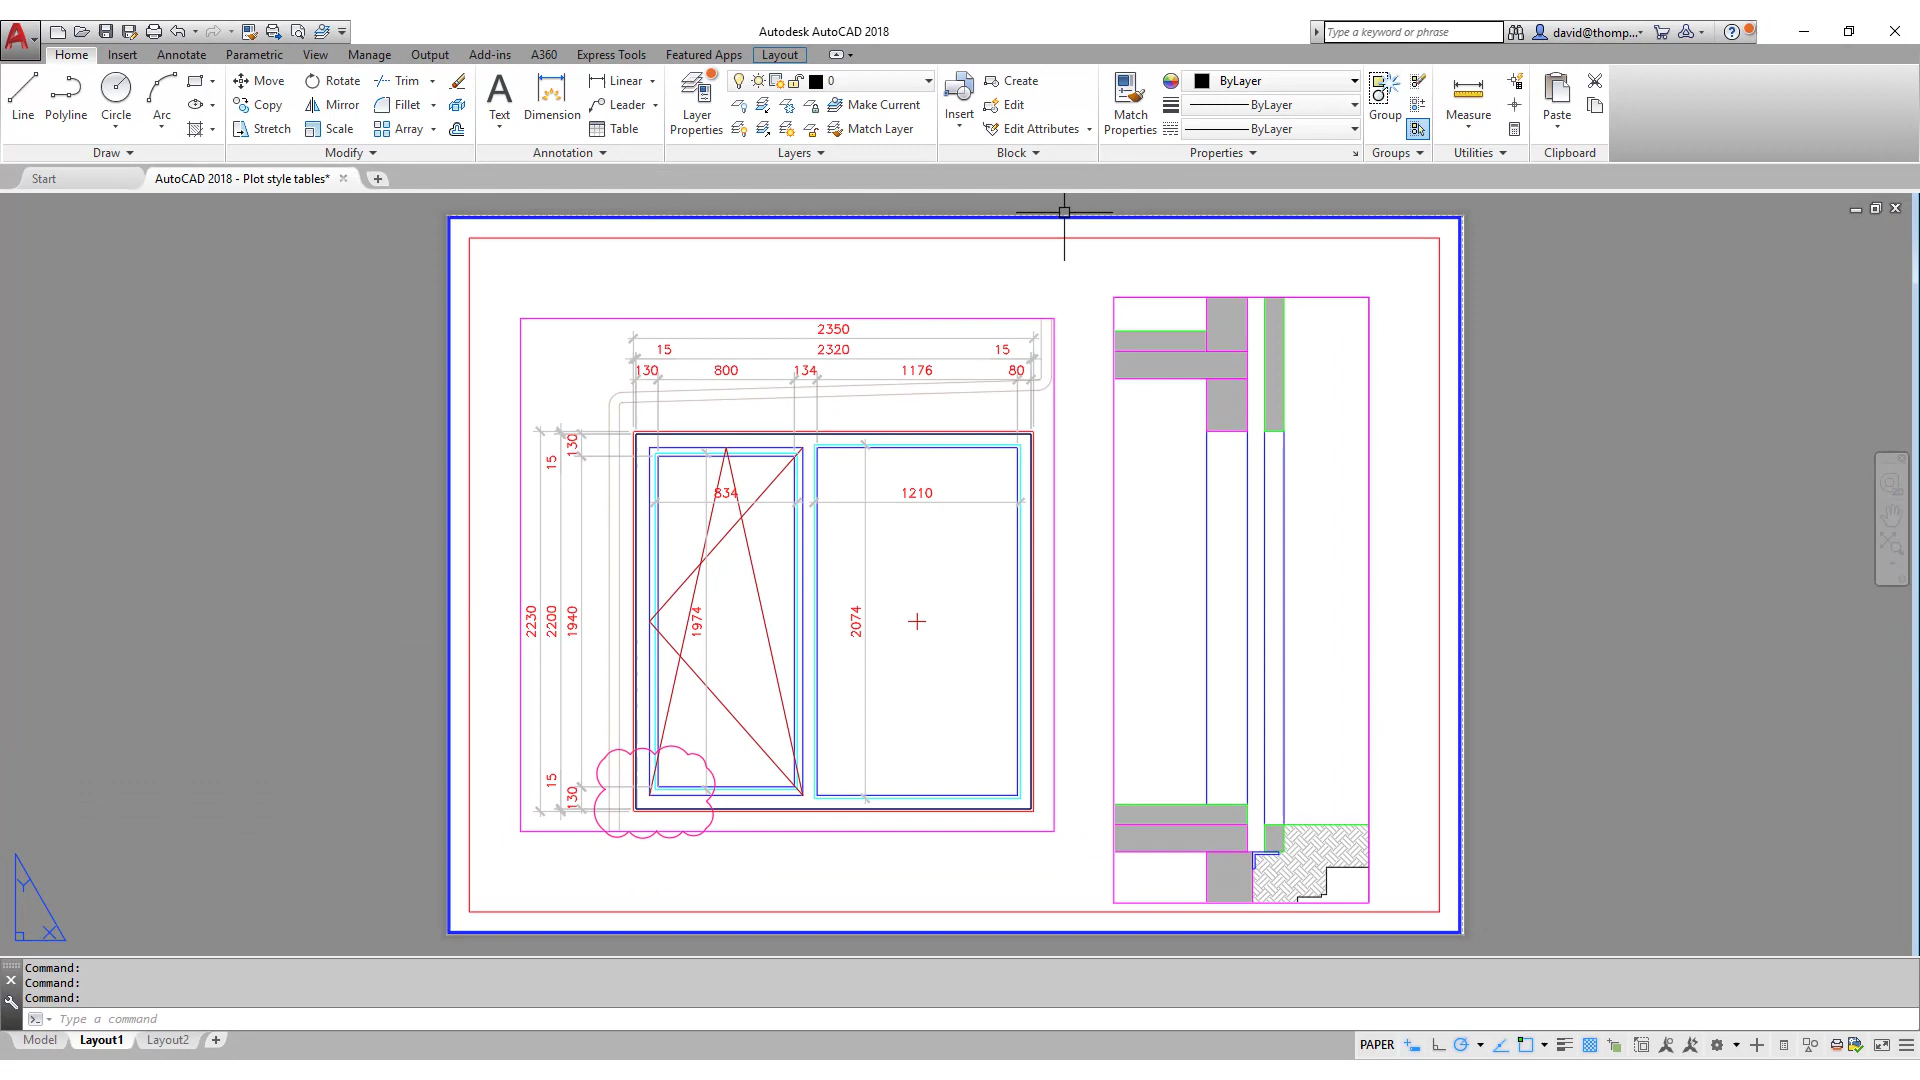 Autodesk AutoCAD 2018
Type a keyword or phrase
david@thomp...
Home Insert Annotate Parametric View Manage Output Add-ins A360 Express Tools Featured Apps Layout
Line Polyline Circle Arc
Move Rotate Trim
Copy Mirror Fillet
Stretch Scale Array
Text Dimension
Linear
Leader
Table
Layer
Properties
0
Make Current
Match Layer
Insert
Create
Edit
Edit Attributes
Match
Properties
ByLayer
ByLayer
ByLayer
Group
Measure
Paste
Draw Modify Annotation Layers Block Properties Groups Utilities Clipboard
Start AutoCAD 2018 - Plot style tables*
2350
15 2320 15
130 800 134 1176 80
130
15
834 1210
2230
2200
1940
1974
2074
15
130
Y
X
Command:
Command:
Command:
Type a command
Model Layout1 Layout2
PAPER